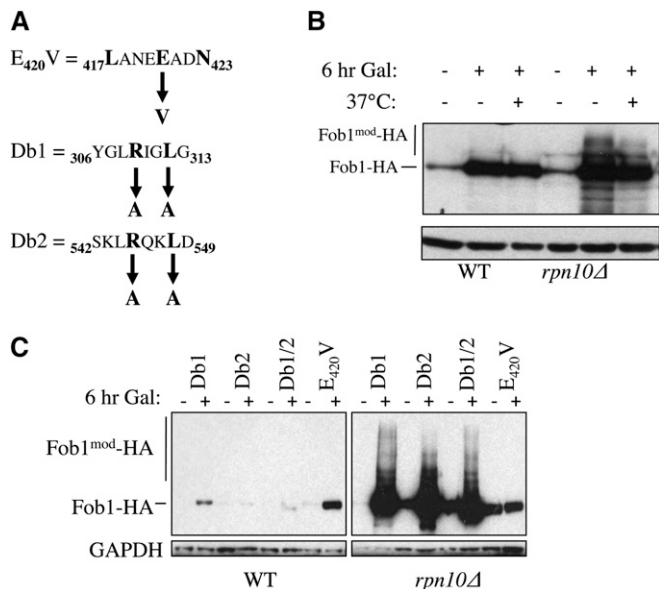 A
E₄₂₀V = ₄₁₇LANEEADN₄₂₃
V
Db1 = ₃₀₆YGLRIGLG₃₁₃
A A
Db2 = ₅₄₂SKLRQKLD₅₄₉
A A
B
6 hr Gal: - + + - + +
37°C: - - + - - +
Fob1ᵐᵒᵈ-HA
Fob1-HA
WT rpn10Δ
C
Db1 Db2 Db1/2 E₄₂₀V Db1 Db2 Db1/2 E₄₂₀V
6 hr Gal: - + - + - + - + - + - + - + - +
Fob1ᵐᵒᵈ-HA
Fob1-HA
GAPDH
WT rpn10Δ